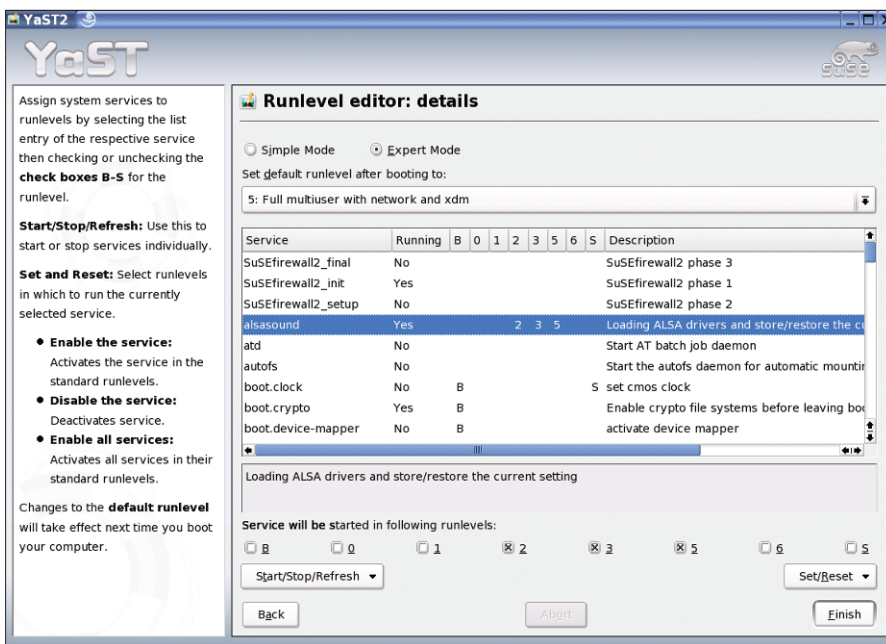 YaST2
YaST
SUSE
Assign system services to
runlevels by selecting the list
entry of the respective service
then checking or unchecking the
check boxes B-S for the
runlevel.
Start/Stop/Refresh: Use this to
start or stop services individually.
Set and Reset: Select runlevels
in which to run the currently
selected service.
● Enable the service:
Activates the service in the
standard runlevels.
● Disable the service:
Deactivates service.
● Enable all services:
Activates all services in their
standard runlevels.
Changes to the default runlevel
will take effect next time you boot
your computer.
Runlevel editor: details
Simple Mode Expert Mode
Set default runlevel after booting to:
5: Full multiuser with network and xdm
Service Running B 0 1 2 3 5 6 S Description
SuSEfirewall2_final No SuSEfirewall2 phase 3
SuSEfirewall2_init Yes SuSEfirewall2 phase 1
SuSEfirewall2_setup No SuSEfirewall2 phase 2
alsasound Yes 2 3 5 Loading ALSA drivers and store/restore the
atd No Start AT batch job daemon
autofs No Start the autofs daemon for automatic
boot.clock No B S set cmos clock
boot.crypto Yes B Enable crypto file systems before leaving
boot.device-mapper No B activate device mapper
Loading ALSA drivers and store/restore the current setting
Service will be started in following runlevels:
B 0 1 2 3 5 6 S
Start/Stop/Refresh Set/Reset
Back Abort Finish